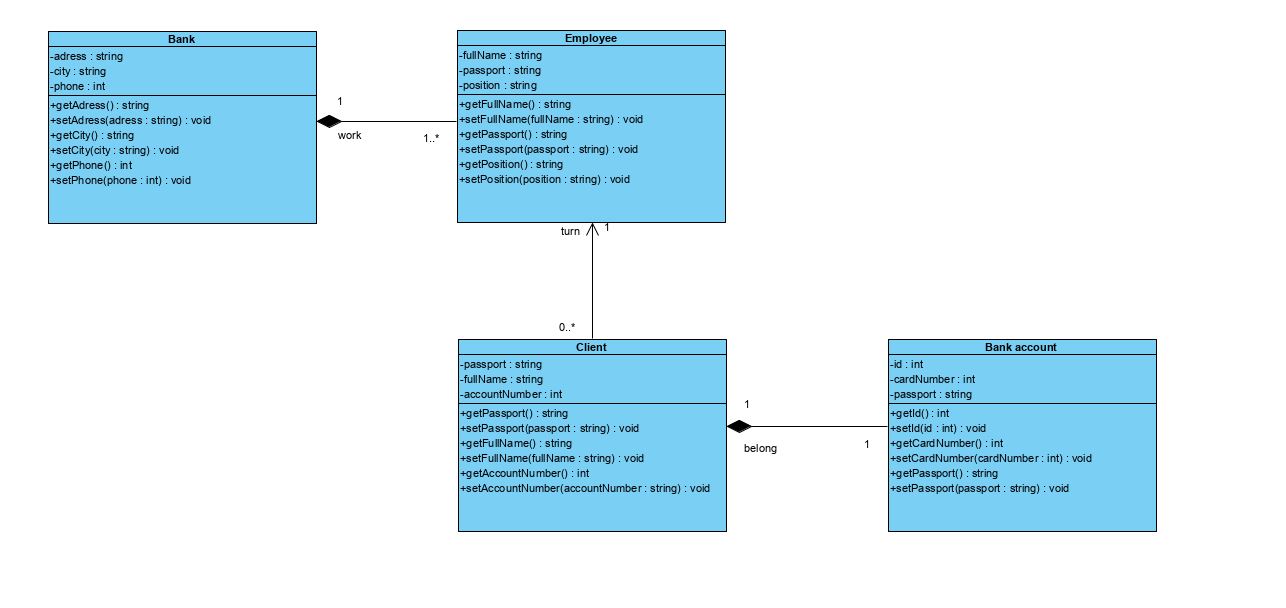 Bank
-adress : string
-city : string
-phone : int
+getAdress() : string
+setAdress(adress : string) : void
+getCity() : string
+setCity(city : string) : void
+getPhone() : int
+setPhone(phone : int) : void
1
work
1..*
Employee
-fullName : string
-passport : string
-position : string
+getFullName() : string
+setFullName(fullName : string) : void
+getPassport() : string
+setPassport(passport : string) : void
+getPosition() : string
+setPosition(position : string) : void
turn
1
0..*
Client
-passport : string
-fullName : string
-accountNumber : int
+getPassport() : string
+setPassport(passport : string) : void
+getFullName() : string
+setFullName(fullName : string) : void
+getAccountNumber() : int
+setAccountNumber(accountNumber : string) : void
1
belong
1
Bank account
-id : int
-cardNumber : int
-passport : string
+getId() : int
+setId(id : int) : void
+getCardNumber() : int
+setCardNumber(cardNumber : int) : void
+getPassport() : string
+setPassport(passport : string) : void